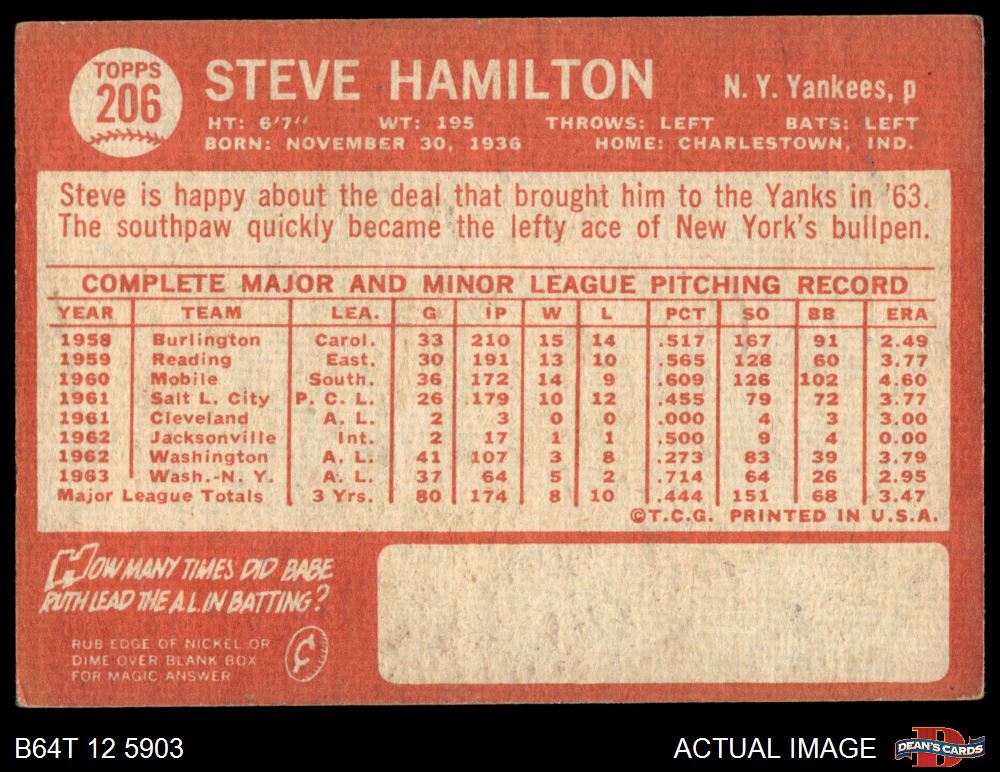 TOPPS
206
STEVE HAMILTON
N. Y. Yankees, p
HT: 6'7" WT: 195 THROWS: LEFT BATS: LEFT
BORN: NOVEMBER 30, 1936 HOME: CHARLESTOWN, IND.
Steve is happy about the deal that brought him to the Yanks in '63.
The southpaw quickly became the lefty ace of New York's bullpen.
COMPLETE MAJOR AND MINOR LEAGUE PITCHING RECORD
YEAR TEAM LEA. G IP W L PCT SO BB ERA
1958 Burlington Carol. 33 210 15 14 .517 167 91 2.49
1959 Reading East. 30 191 13 10 .565 128 60 3.77
1960 Mobile South. 36 172 14 9 .609 126 102 4.60
1961 Salt L. City P. C. L. 26 179 10 12 .455 79 72 3.77
1961 Cleveland A. L. 2 3 0 0 .000 4 3 3.00
1962 Jacksonville Int. 2 17 1 1 .500 9 4 0.00
1962 Washington A. L. 41 107 3 8 .273 83 39 3.79
1963 Wash.-N. Y. A. L. 37 64 5 2 .714 64 26 2.95
Major League Totals 3 Yrs. 80 174 8 10 .444 151 68 3.47
©T.C.G. PRINTED IN U.S.A.
HOW MANY TIMES DID BABE
RUTH LEAD THE A.L. IN BATTING?
RUB EDGE OF NICKEL OR
DIME OVER BLANK BOX
FOR MAGIC ANSWER
B64T 12 5903
ACTUAL IMAGE
D
DEAN'S CARDS